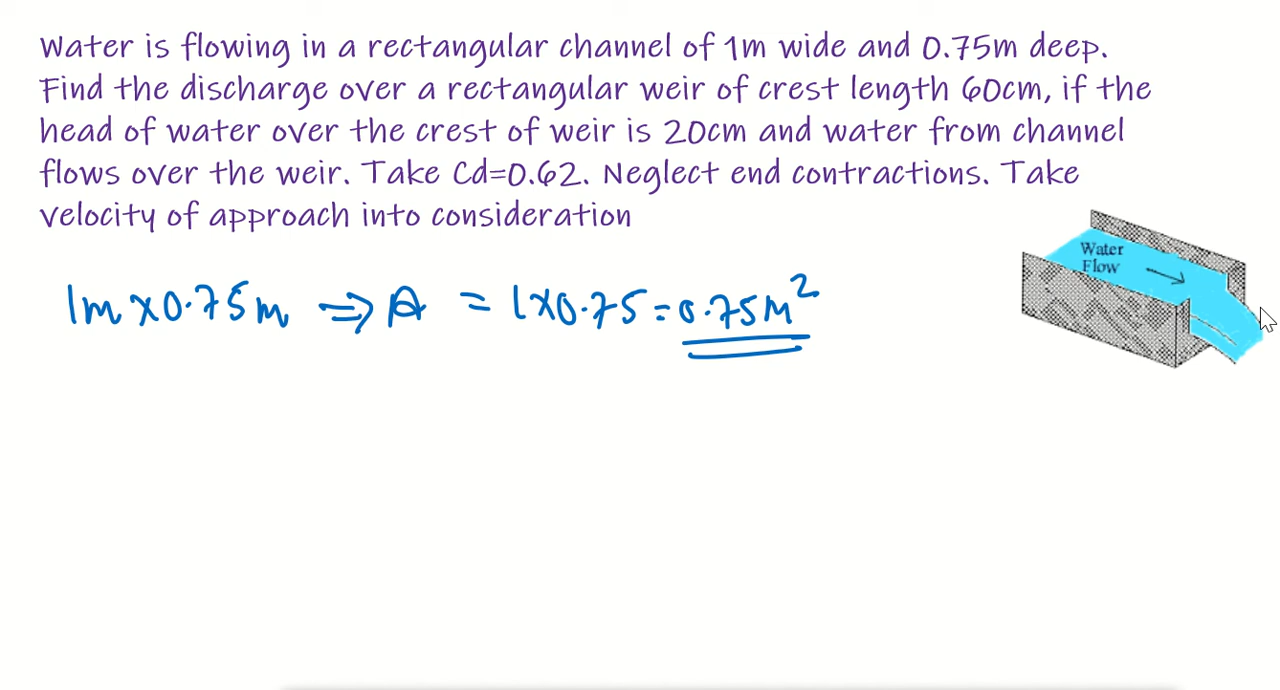 Water is flowing in a rectangular channel of 1m wide and 0.75m deep.
Find the discharge over a rectangular weir of crest length 60cm, if the
head of water over the crest of weir is 20cm and water from channel
flows over the weir. Take Cd=0.62. Neglect end contractions. Take
velocity of approach into consideration
Water
Flow
1m x 0.75m ⇒ A = 1x0.75 = 0.75m²